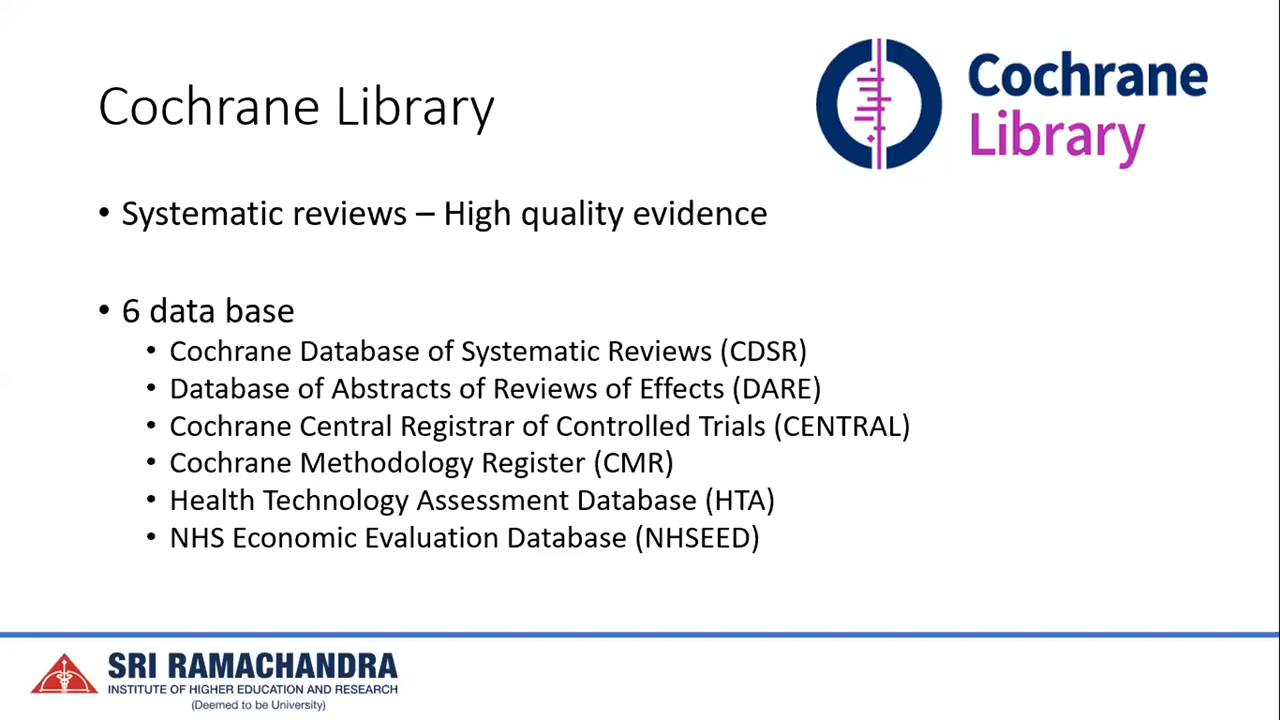 Cochrane Library
Cochrane
Library
• Systematic reviews – High quality evidence
• 6 data base
• Cochrane Database of Systematic Reviews (CDSR)
• Database of Abstracts of Reviews of Effects (DARE)
• Cochrane Central Registrar of Controlled Trials (CENTRAL)
• Cochrane Methodology Register (CMR)
• Health Technology Assessment Database (HTA)
• NHS Economic Evaluation Database (NHSEED)
SRI RAMACHANDRA
INSTITUTE OF HIGHER EDUCATION AND RESEARCH
(Deemed to be University)